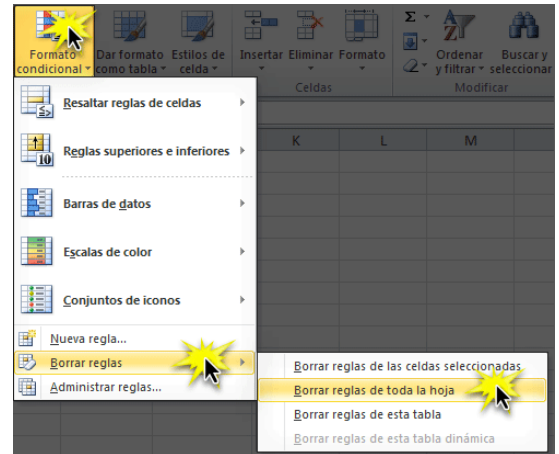 Formato condicional
Dar formato como tabla
Estilos de celda
Insertar Eliminar Formato
Σ
Ordenar y filtrar
Buscar y seleccionar
Celdas
Modificar
Resaltar reglas de celdas
Reglas superiores e inferiores
10
Barras de datos
Escalas de color
Conjuntos de iconos
Nueva regla...
Borrar reglas
Administrar reglas...
K L M
Borrar reglas de las celdas seleccionadas
Borrar reglas de toda la hoja
Borrar reglas de esta tabla
Borrar reglas de esta tabla dinámica